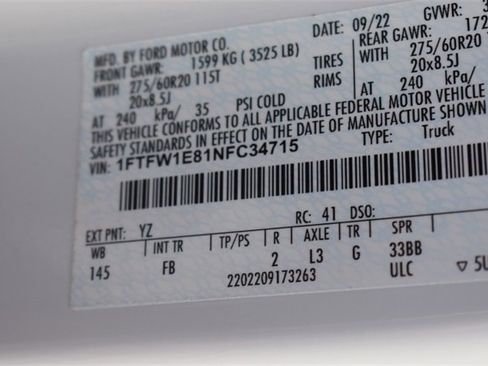 MFD. BY FORD MOTOR CO. DATE: 09/22 GVWR: 3
FRONT GAWR: 1599 KG (3525 LB) REAR GAWR: 172
WITH 275/60R20 115T TIRES 275/60R20
20x8.5J RIMS 20x8.5J
AT 240 kPa/ 35 PSI COLD AT 240 kPa/
THIS VEHICLE CONFORMS TO ALL APPLICABLE FEDERAL MOTOR VEHICLE
SAFETY STANDARDS IN EFFECT ON THE DATE OF MANUFACTURE SHOWN
VIN: 1FTFW1E81NFC34715 TYPE: Truck
EXT PNT: YZ RC: 41 DSO:
WB INT TR TP/PS R AXLE TR SPR
145 FB 2 L3 G 33BB
2202209173263 ULC ▽ 5U